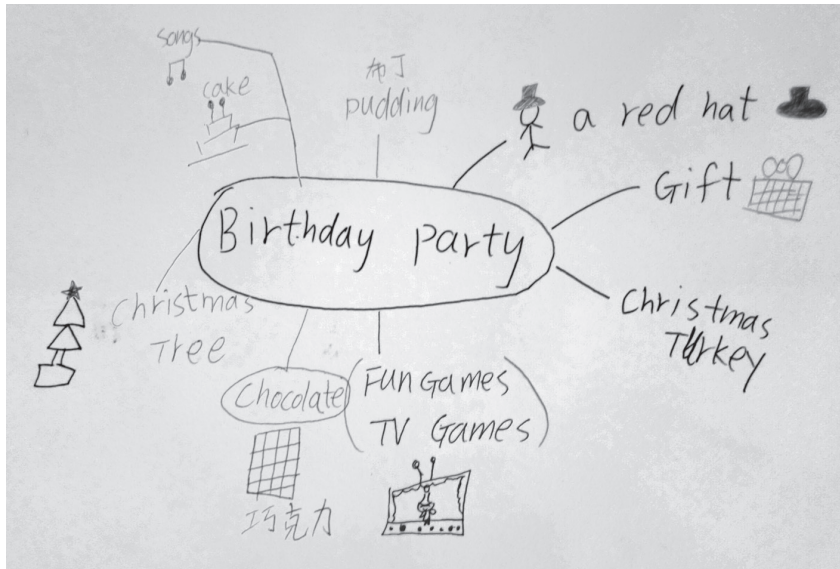 songs
cake
布丁
pudding
a red hat
Gift
Birthday party
Christmas
Turkey
Christmas
Tree
Chocolate
巧克力
Fun Games
TV Games